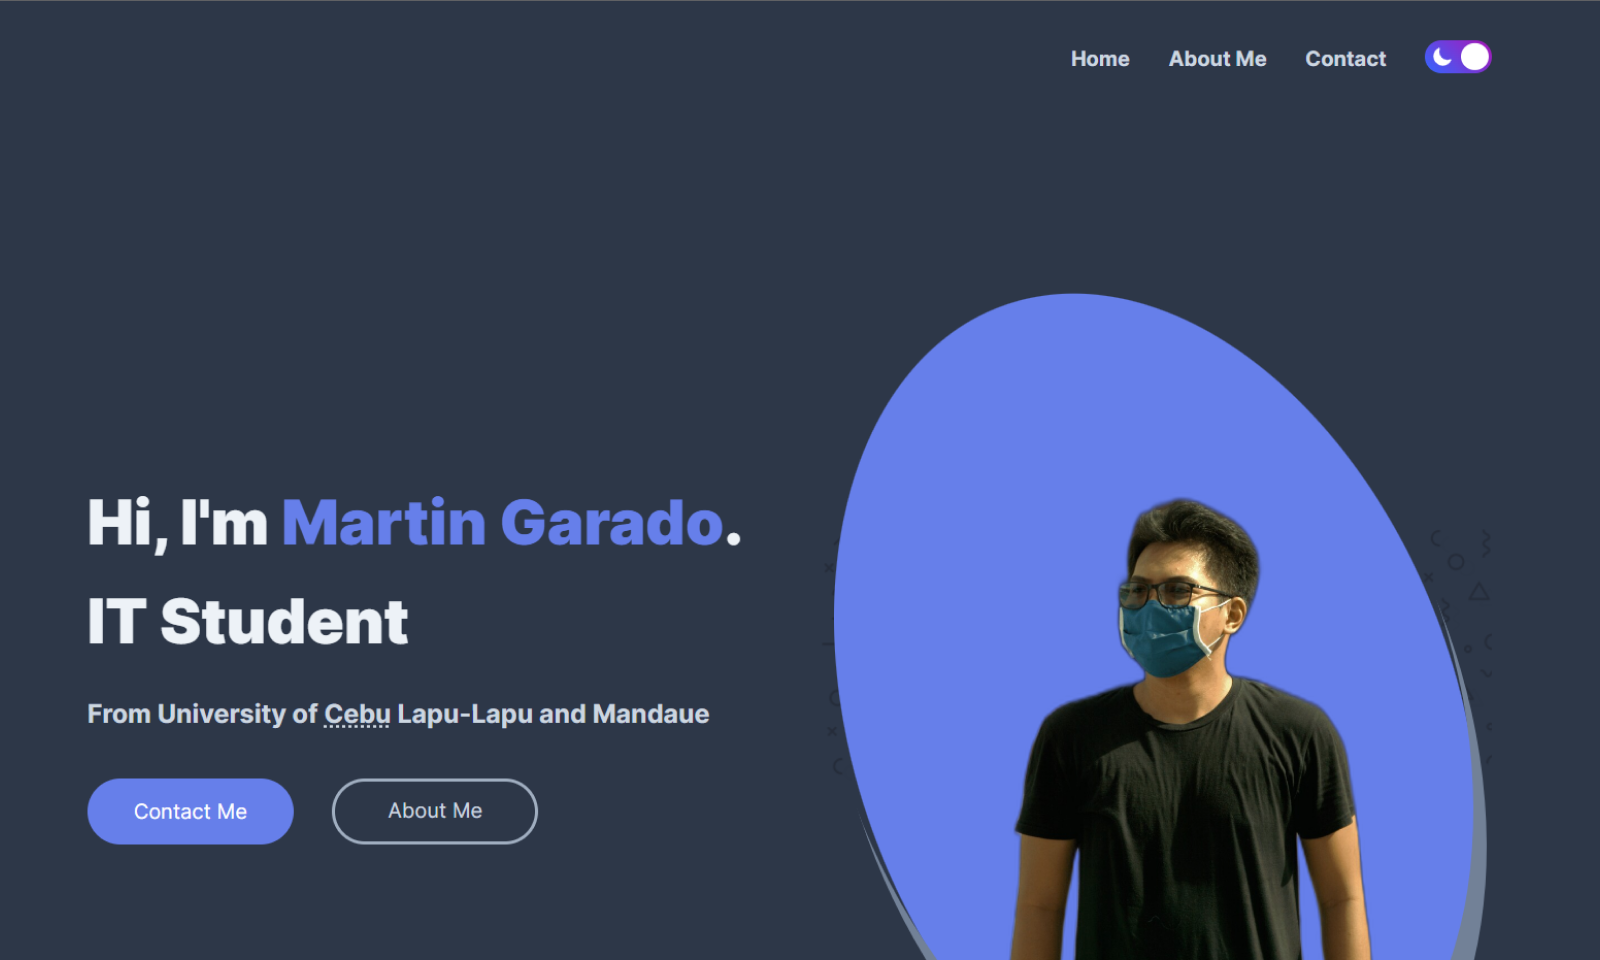 Home About Me Contact
Hi, I'm Martin Garado.
IT Student
From University of Cebu Lapu-Lapu and Mandaue
Contact Me About Me